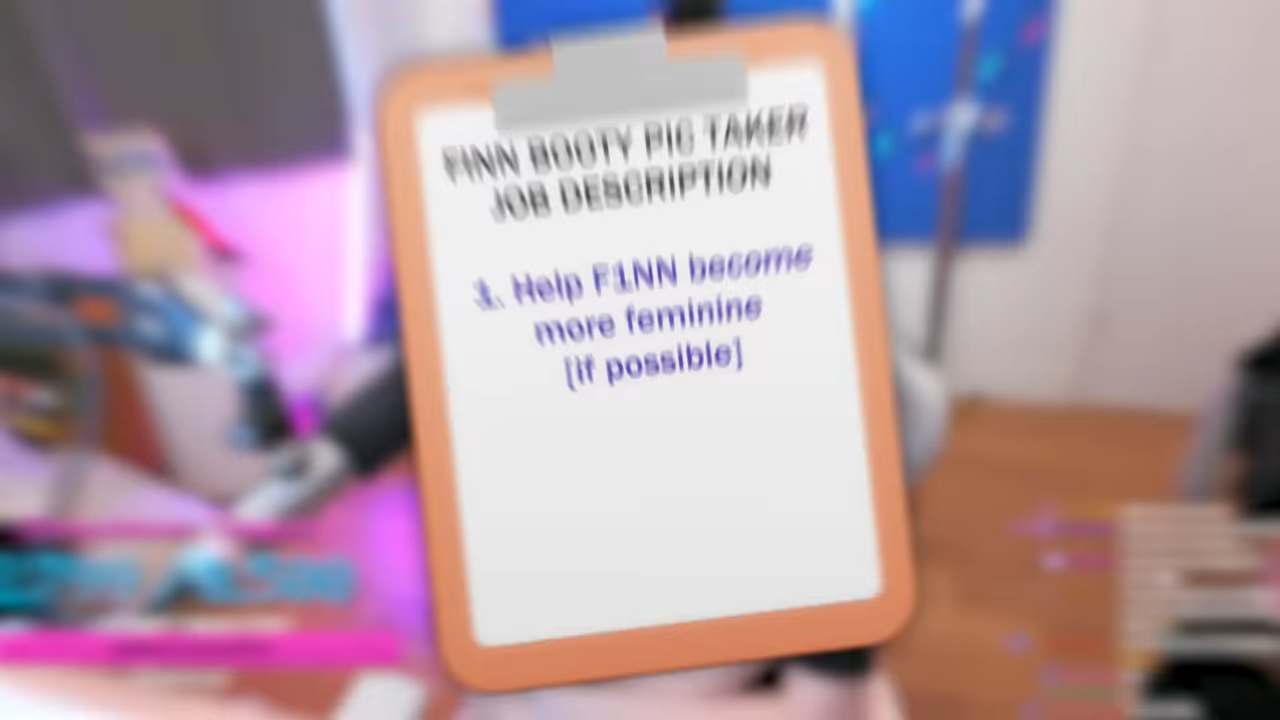 FINN BOOTY PIC TAKER
JOB DESCRIPTION
1. Help F1NN become
more feminine
[if possible]